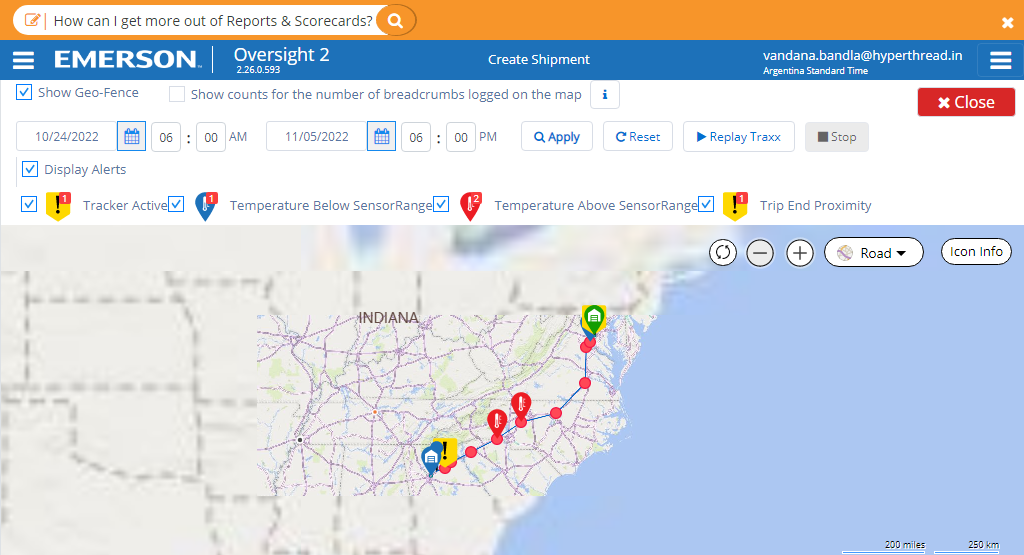 How can I get more out of Reports & Scorecards?
EMERSON
Oversight 2
2.26.0.593
Create Shipment
vandana.bandla@hyperthread.in
Argentina Standard Time
Show Geo-Fence
Show counts for the number of breadcrumbs logged on the map
i
Close
10/24/2022
06 : 00 AM
11/05/2022
06 : 00 PM
Apply
Reset
Replay Traxx
Stop
Display Alerts
1 Tracker Active
1 Temperature Below SensorRange
2 Temperature Above SensorRange
1 Trip End Proximity
Road
Icon Info
INDIANA
200 miles
250 km